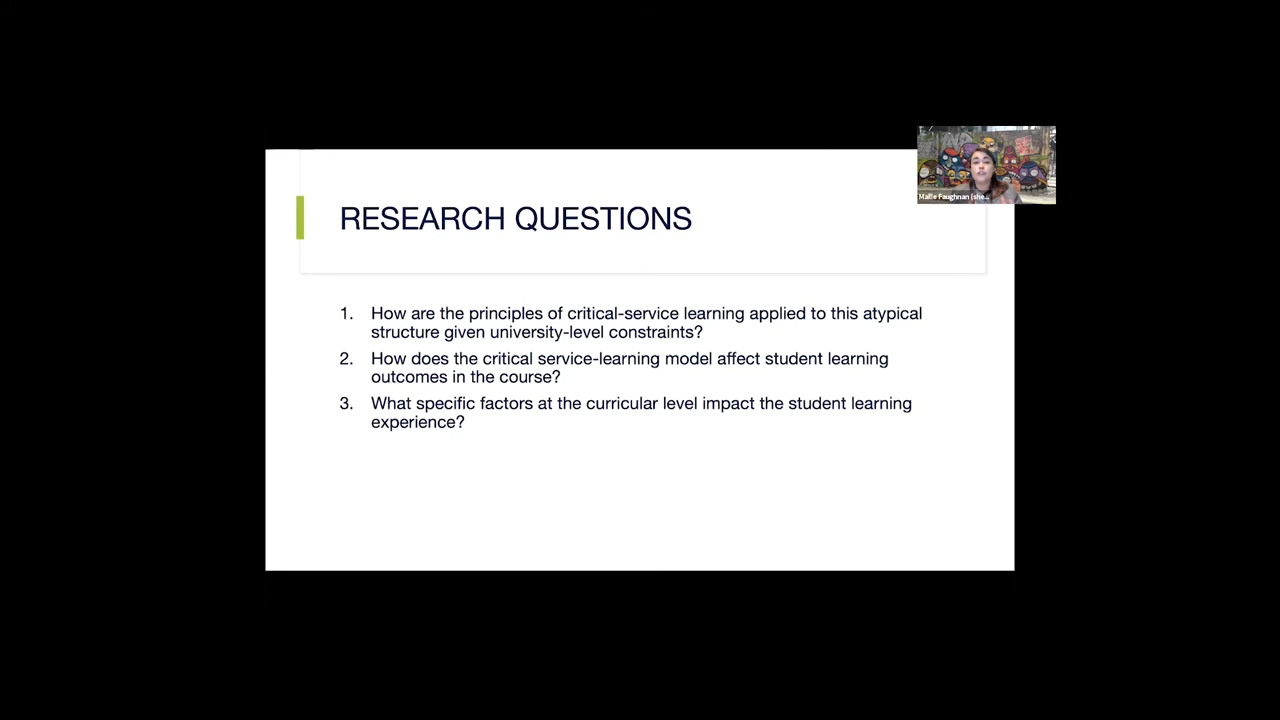 RESEARCH QUESTIONS
1. How are the principles of critical-service learning applied to this atypical
structure given university-level constraints?
2. How does the critical service-learning model affect student learning
outcomes in the course?
3. What specific factors at the curricular level impact the student learning
experience?
Faughnan (she...